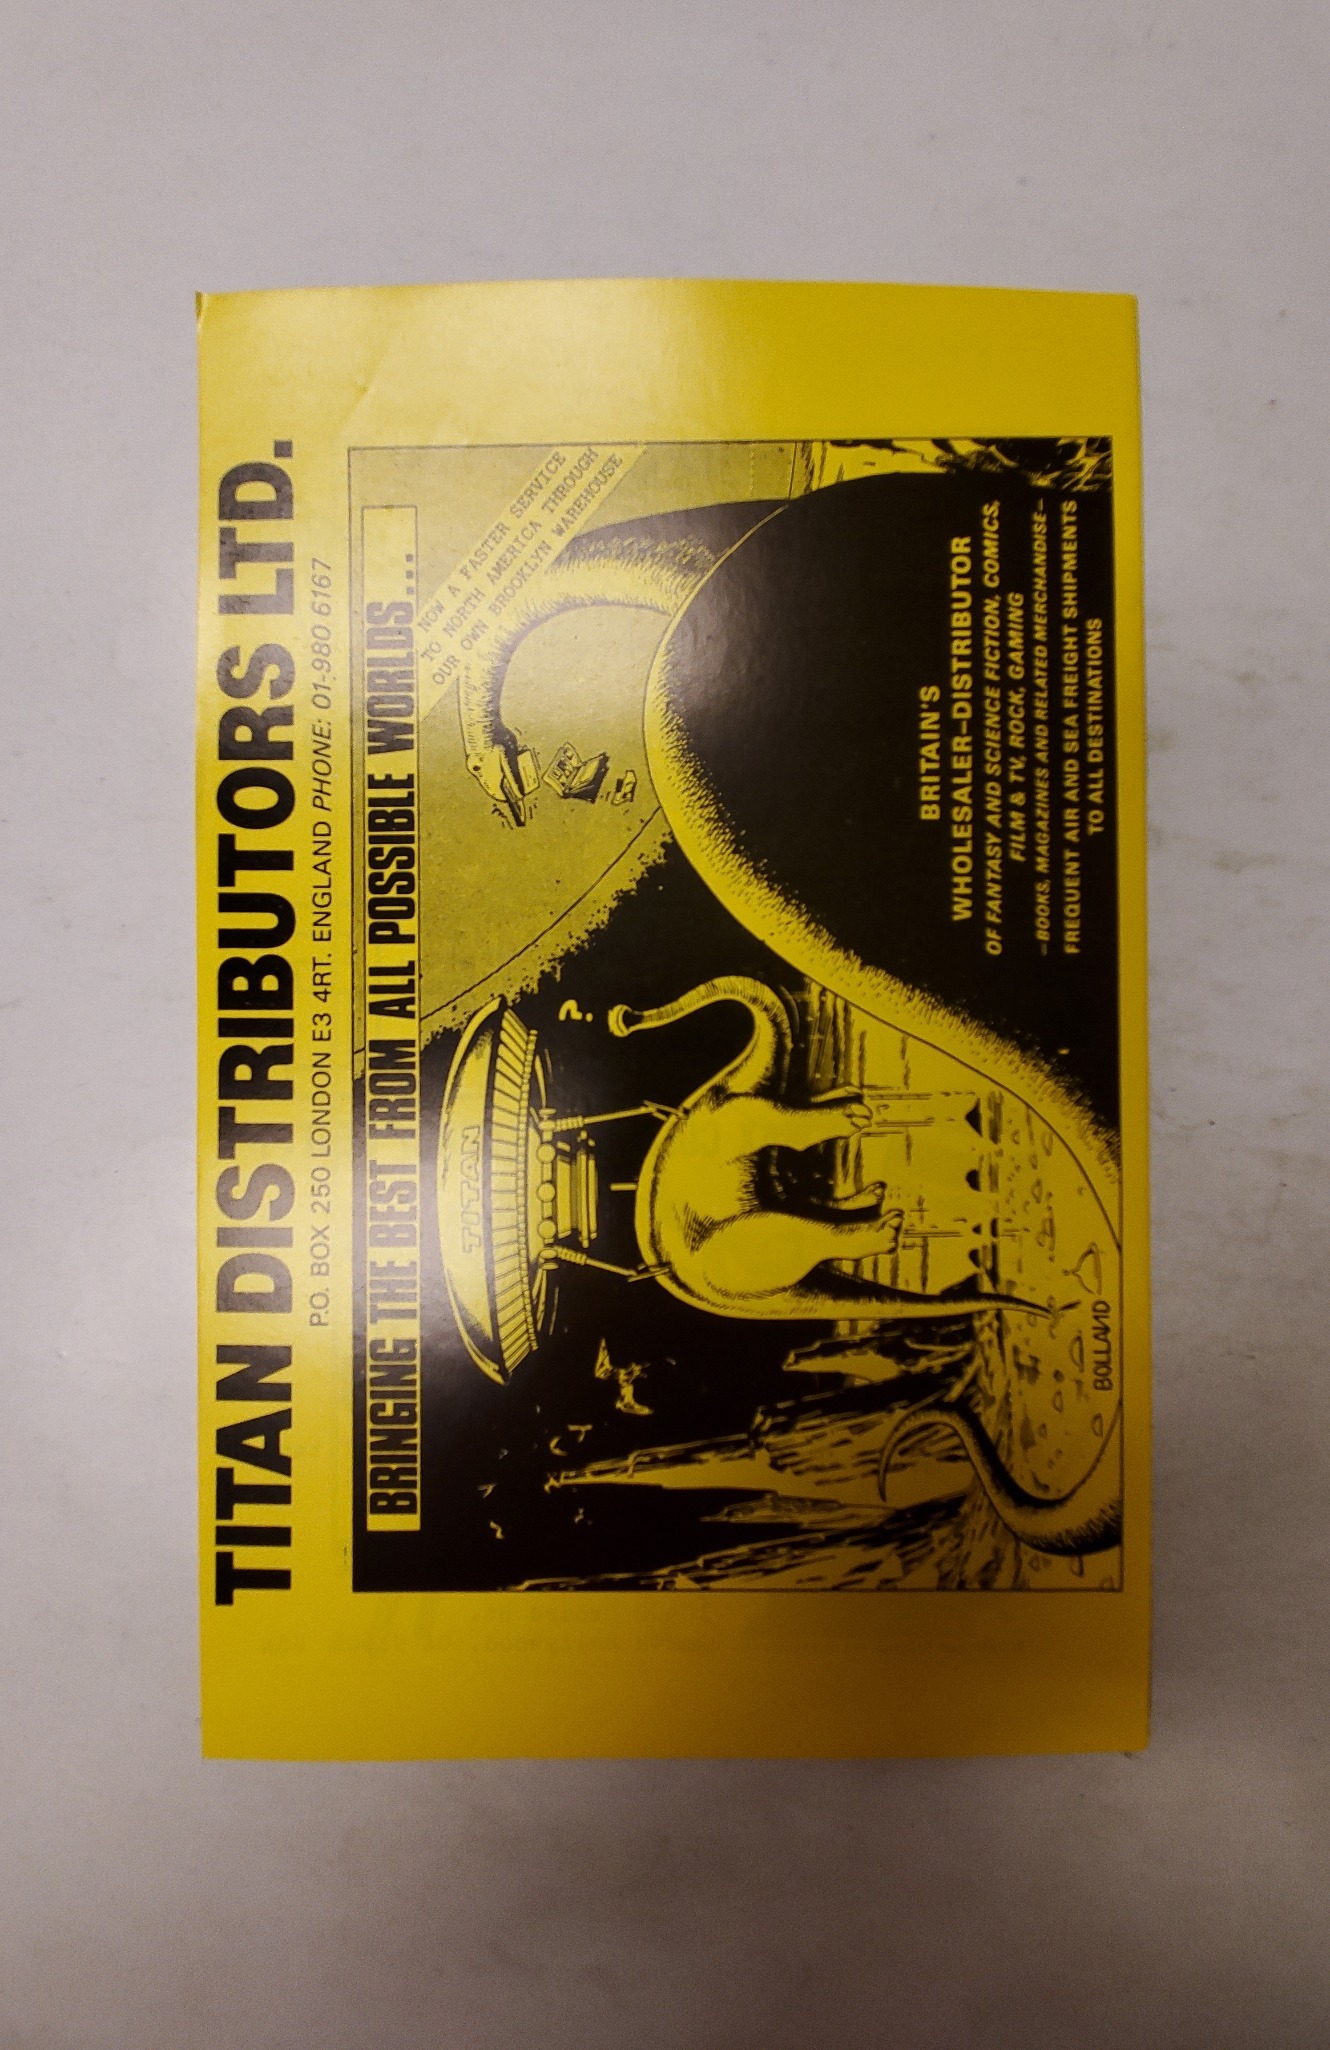 TITAN DISTRIBUTORS LTD.
P.O. BOX 250 LONDON E3 4RT. ENGLAND PHONE: 01-980 6167
BRINGING THE BEST FROM ALL POSSIBLE WORLDS...
NOW A FASTER SERVICE
TO NORTH AMERICA THROUGH
OUR OWN BROOKLYN WAREHOUSE
TITAN
?
BRITAIN'S
WHOLESALER-DISTRIBUTOR
OF FANTASY AND SCIENCE FICTION, COMICS,
FILM & TV, ROCK, GAMING
-BOOKS, MAGAZINES AND RELATED MERCHANDISE-
FREQUENT AIR AND SEA FREIGHT SHIPMENTS
TO ALL DESTINATIONS
BOLLAND